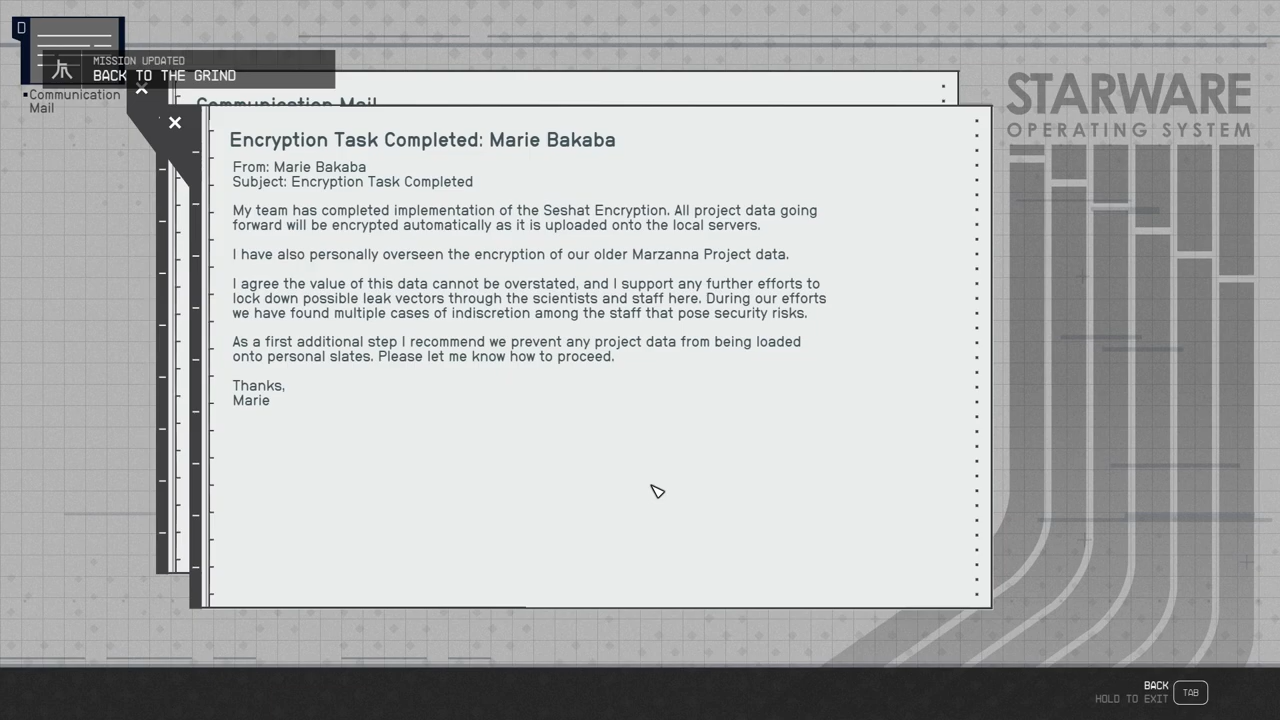 D
MISSION UPDATED
BACK TO THE GRIND
Communication
Mail
Communication Mail
STARWARE
OPERATING SYSTEM
Encryption Task Completed: Marie Bakaba
From: Marie Bakaba
Subject: Encryption Task Completed
My team has completed implementation of the Seshat Encryption. All project data going
forward will be encrypted automatically as it is uploaded onto the local servers.
I have also personally overseen the encryption of our older Marzanna Project data.
I agree the value of this data cannot be overstated, and I support any further efforts to
lock down possible leak vectors through the scientists and staff here. During our efforts
we have found multiple cases of indiscretion among the staff that pose security risks.
As a first additional step I recommend we prevent any project data from being loaded
onto personal slates. Please let me know how to proceed.
Thanks,
Marie
BACK
HOLD TO EXIT
TAB